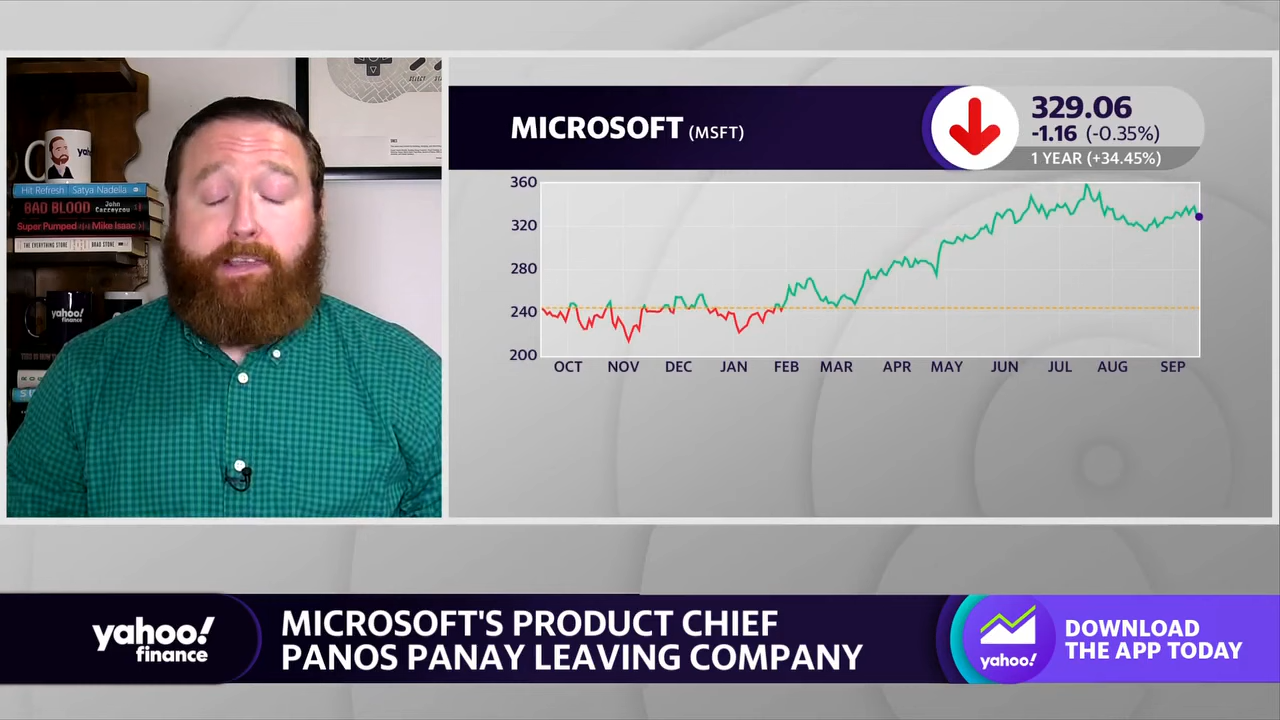 yahoo!
Hit Refresh Satya Nadella
BAD BLOOD John Carreyrou
Super Pumped Mike Isaac
THE EVERYTHING STORE BRAD STONE
yahoo!
finance
MICROSOFT (MSFT)
329.06
-1.16 (-0.35%)
1 YEAR (+34.45%)
360
320
280
240
200
OCT NOV DEC JAN FEB MAR APR MAY JUN JUL AUG SEP
yahoo!
finance
MICROSOFT'S PRODUCT CHIEF
PANOS PANAY LEAVING COMPANY
yahoo!
DOWNLOAD
THE APP TODAY